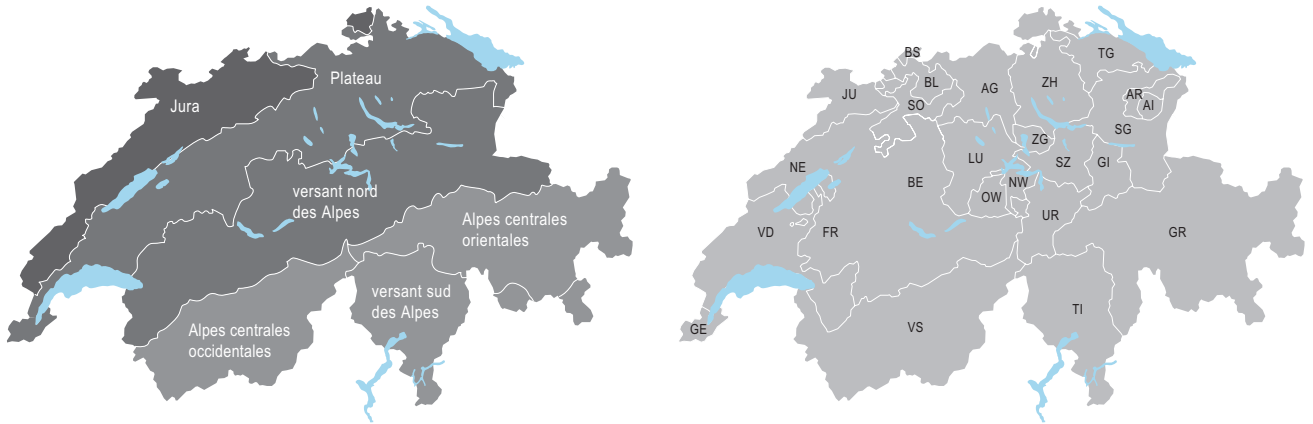 Plateau
Jura
versant nord
des Alpes
Alpes centrales
orientales
versant sud
des Alpes
Alpes centrales
occidentales
BS
TG
BL
AG
ZH
JU
SO
AR
AI
SG
ZG
LU
SZ
GI
NE
BE
NW
OW
UR
VD
FR
GR
TI
VS
GE